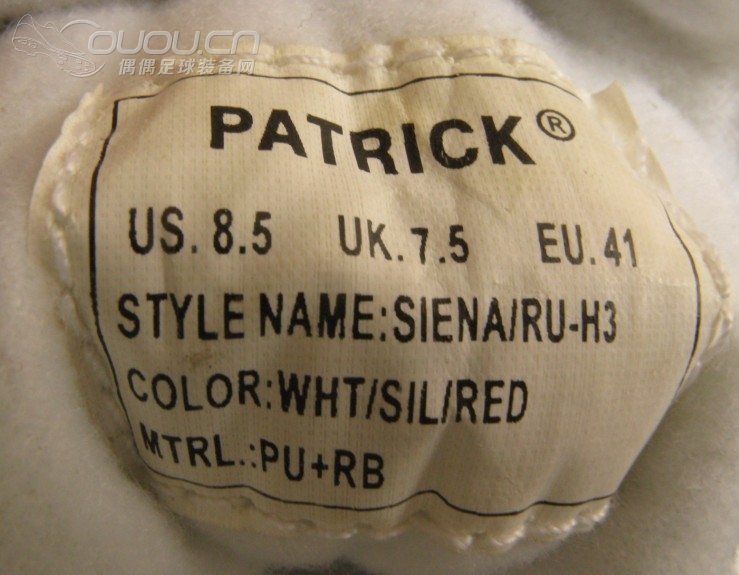 OUOU.CN
偶偶足球装备网
PATRICK®
US. 8.5 UK. 7.5 EU. 41
STYLE NAME:SIENA/RU-H3
COLOR:WHT/SIL/RED
MTRL.:PU+RB